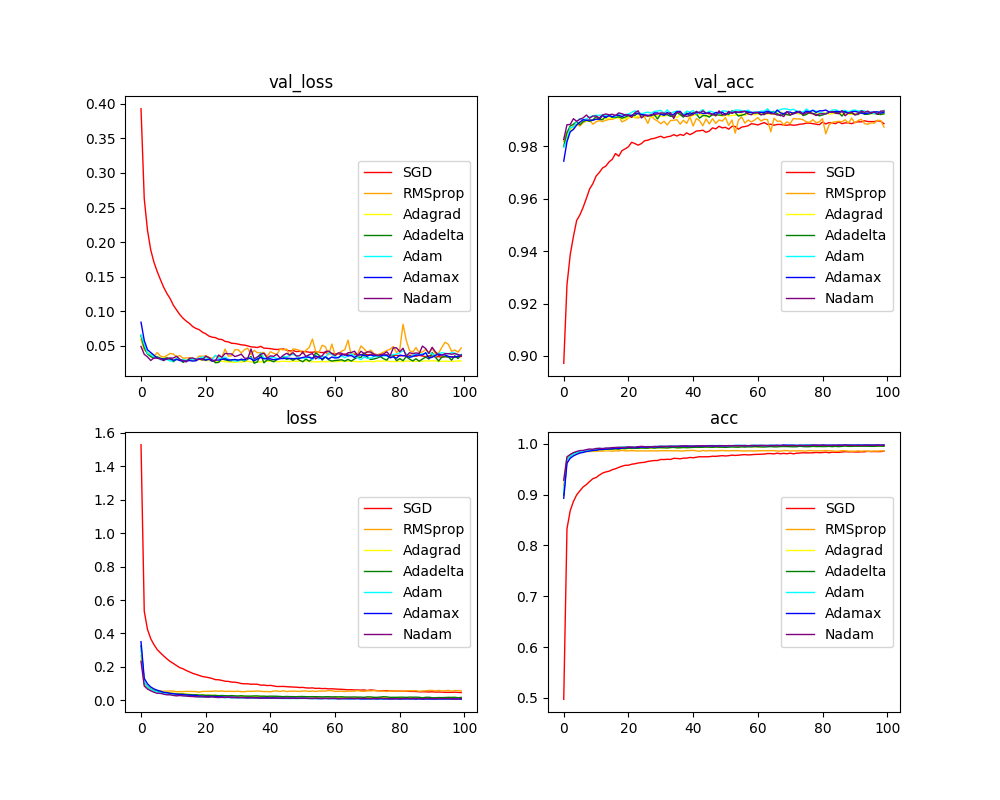 val_loss
0.40
0.35
0.30
0.25
0.20
0.15
0.10
0.05
0 20 40 60 80 100
SGD
RMSprop
Adagrad
Adadelta
Adam
Adamax
Nadam
val_acc
0.98
0.96
0.94
0.92
0.90
0 20 40 60 80 100
SGD
RMSprop
Adagrad
Adadelta
Adam
Adamax
Nadam
loss
1.6
1.4
1.2
1.0
0.8
0.6
0.4
0.2
0.0
0 20 40 60 80 100
SGD
RMSprop
Adagrad
Adadelta
Adam
Adamax
Nadam
acc
1.0
0.9
0.8
0.7
0.6
0.5
0 20 40 60 80 100
SGD
RMSprop
Adagrad
Adadelta
Adam
Adamax
Nadam